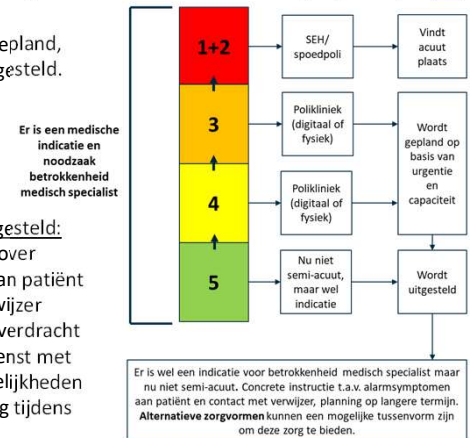 epland,
gesteld.
Er is een medische
indicatie en
noodzaak
betrokkenheid
medisch specialist
gesteld:
over
an patiënt
wijzer
verdracht
enst met
elijkheden
g tijdens
1+2
SEH/
spoedpoli
Vindt
acuut
plaats
3
Polikliniek
(digitaal of
fysiek)
Wordt
gepland op
basis van
urgentie
en
capaciteit
4
Polikliniek
(digitaal of
fysiek)
5
Nu niet
semi-acuut,
maar wel
indicatie
Wordt
uitgesteld
Er is wel een indicatie voor betrokkenheid medisch specialist maar
nu niet semi-acuut. Concrete instructie t.a.v. alarmsymptomen
aan patiënt en contact met verwijzer, planning op langere termijn.
Alternatieve zorgvormen kunnen een mogelijke tussenvorm zijn
om deze zorg te bieden.